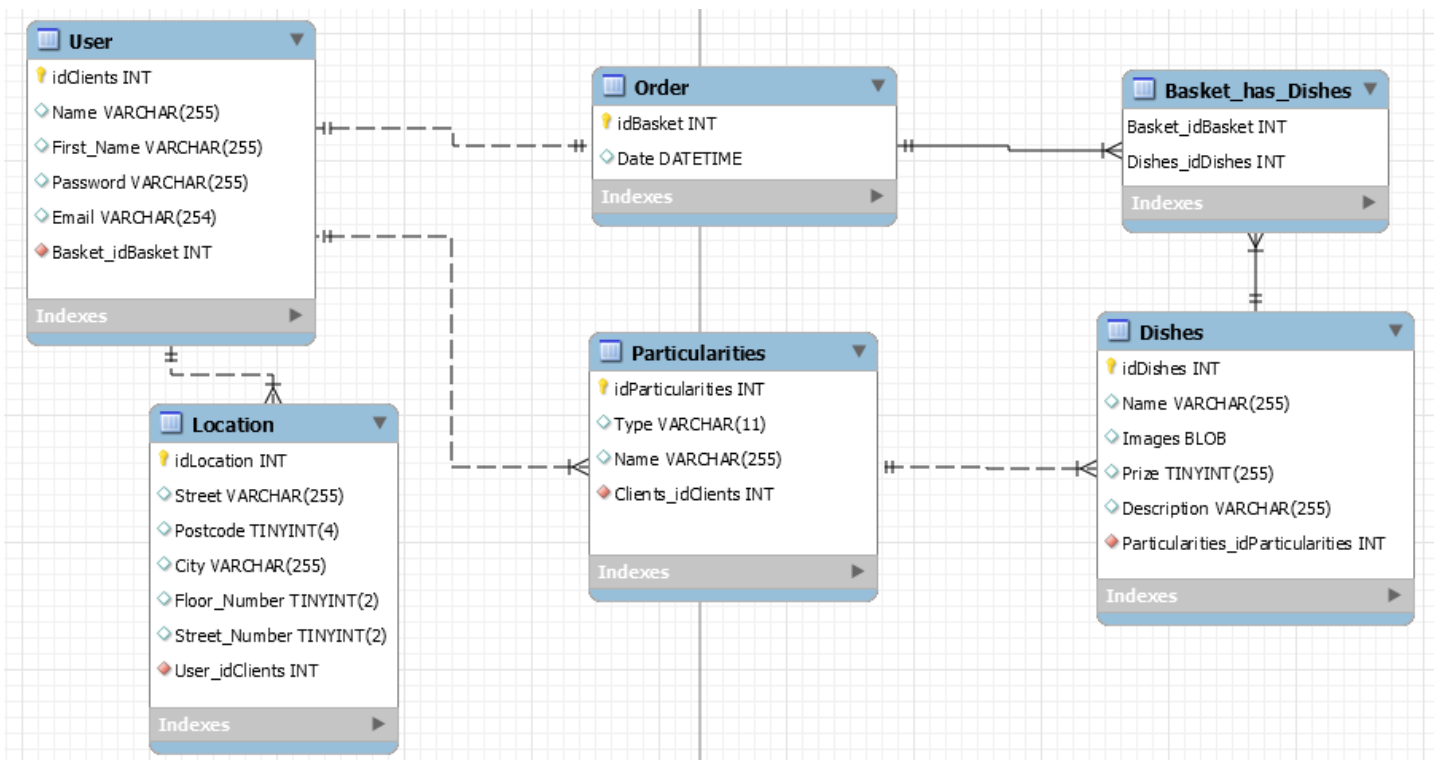 User
idClients INT
Name VARCHAR(255)
First_Name VARCHAR(255)
Password VARCHAR(255)
Email VARCHAR(254)
Basket_idBasket INT
Indexes
Order
idBasket INT
Date DATETIME
Indexes
Basket_has_Dishes
Basket_idBasket INT
Dishes_idDishes INT
Indexes
Location
idLocation INT
Street VARCHAR(255)
Postcode TINYINT(4)
City VARCHAR(255)
Floor_Number TINYINT(2)
Street_Number TINYINT(2)
User_idClients INT
Indexes
Particularities
idParticularities INT
Type VARCHAR(11)
Name VARCHAR(255)
Clients_idClients INT
Indexes
Dishes
idDishes INT
Name VARCHAR(255)
Images BLOB
Prize TINYINT(255)
Description VARCHAR(255)
Particularities_idParticularities INT
Indexes